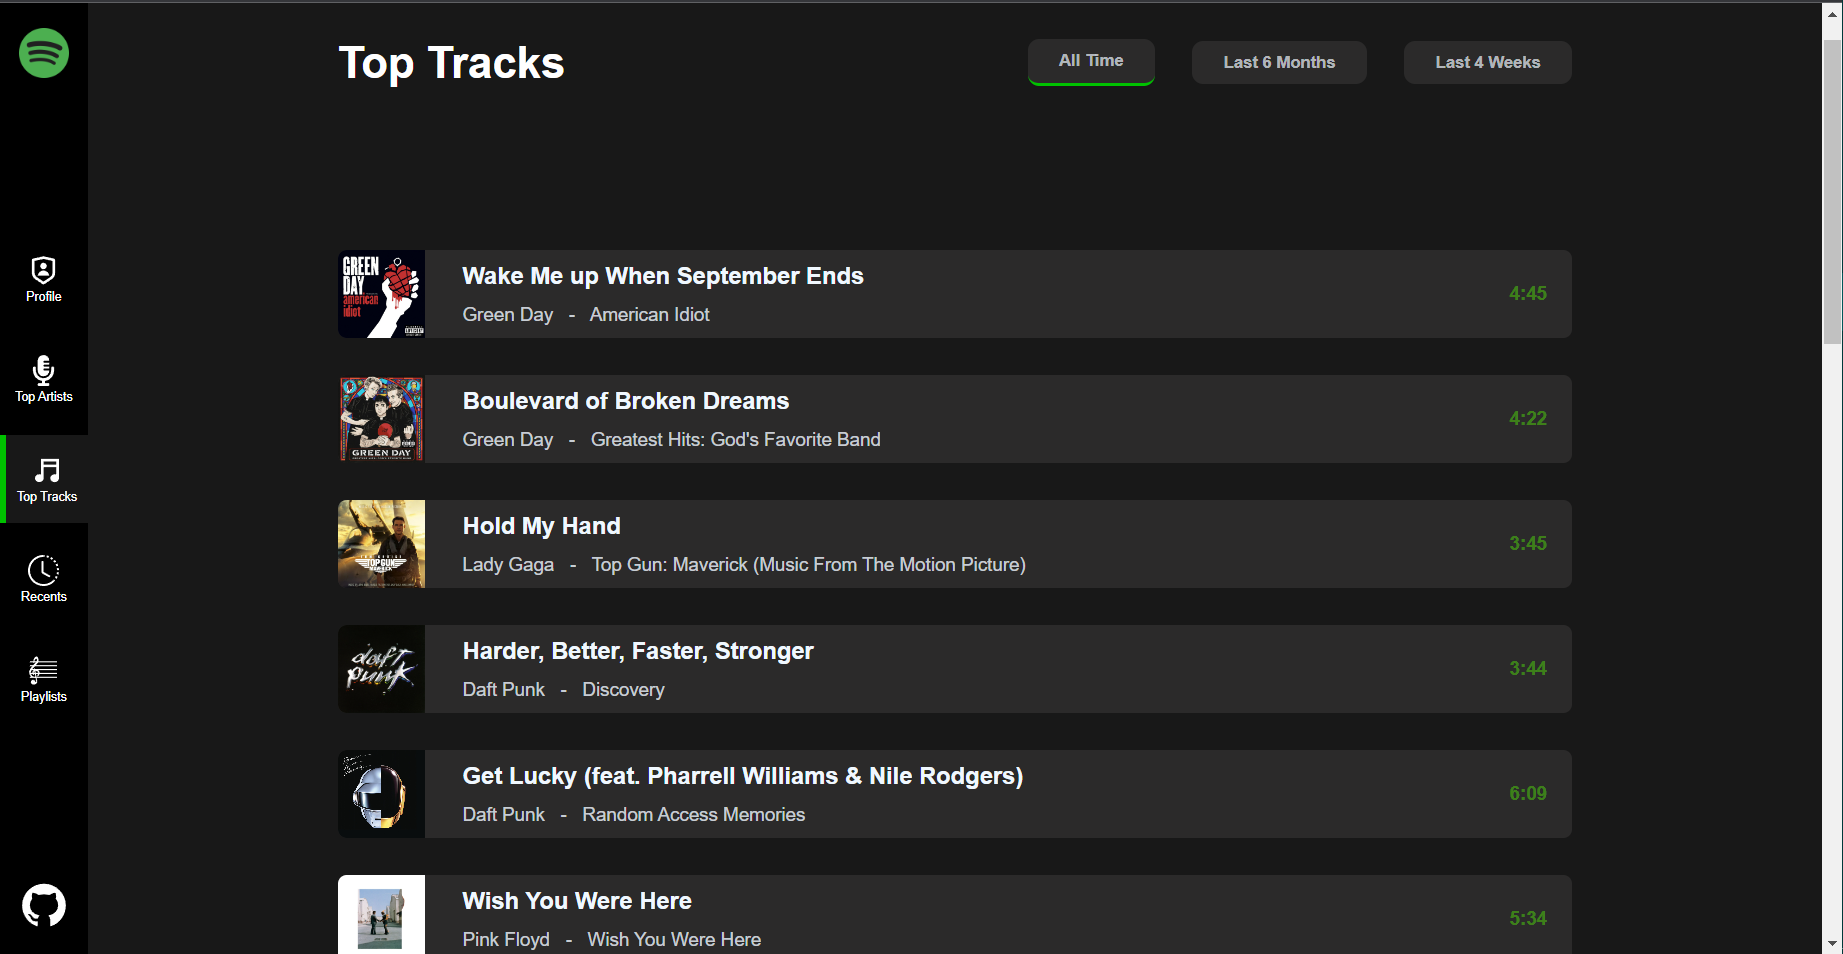 Top Tracks
All Time
Last 6 Months
Last 4 Weeks
Profile
Top Artists
Top Tracks
Recents
Playlists
GREEN
DAY
american
idiot
Wake Me up When September Ends
Green Day - American Idiot
4:45
GREEN DAY
Boulevard of Broken Dreams
Green Day - Greatest Hits: God's Favorite Band
4:22
TOP GUN
MAVERICK
Hold My Hand
Lady Gaga - Top Gun: Maverick (Music From The Motion Picture)
3:45
daft
punk
Harder, Better, Faster, Stronger
Daft Punk - Discovery
3:44
Get Lucky (feat. Pharrell Williams & Nile Rodgers)
Daft Punk - Random Access Memories
6:09
Wish You Were Here
Pink Floyd - Wish You Were Here
5:34